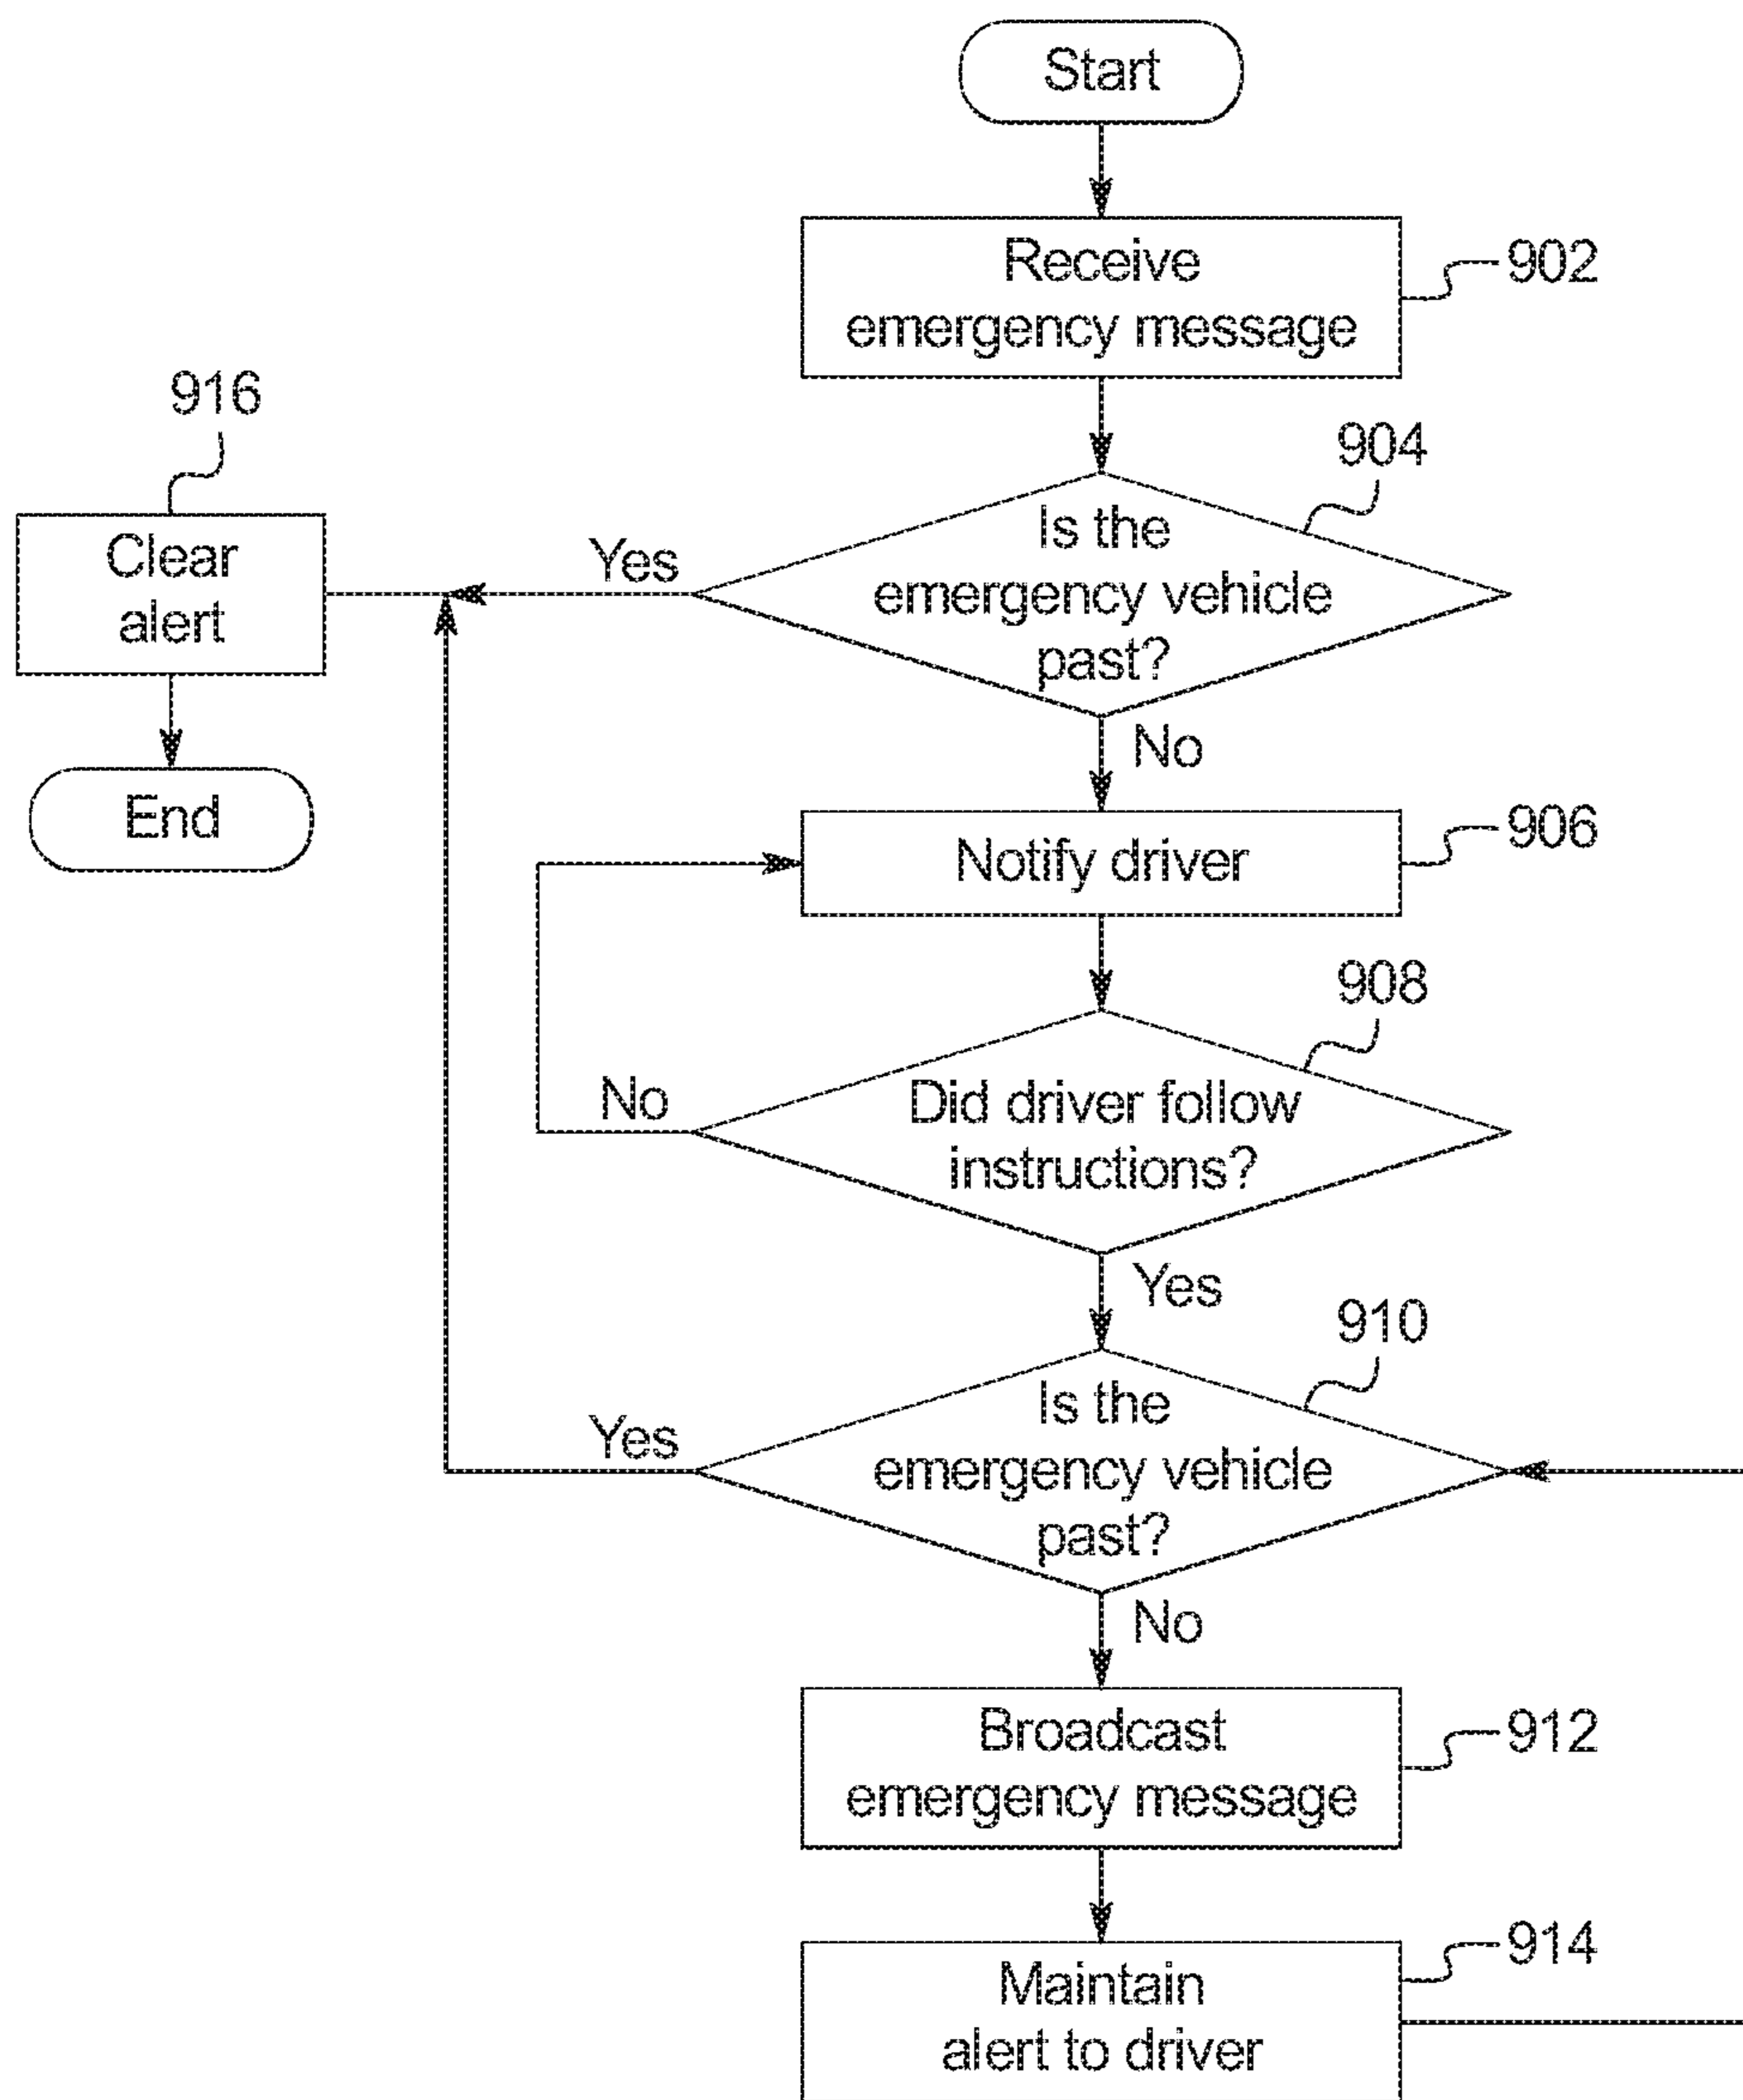 Start
Receive
emergency message
902
916
904
Clear
alert
Yes
Is the
emergency vehicle
past?
No
End
Notify driver
906
908
No
Did driver follow
instructions?
Yes
910
Yes
Is the
emergency vehicle
past?
No
Broadcast
emergency message
912
Maintain
alert to driver
914